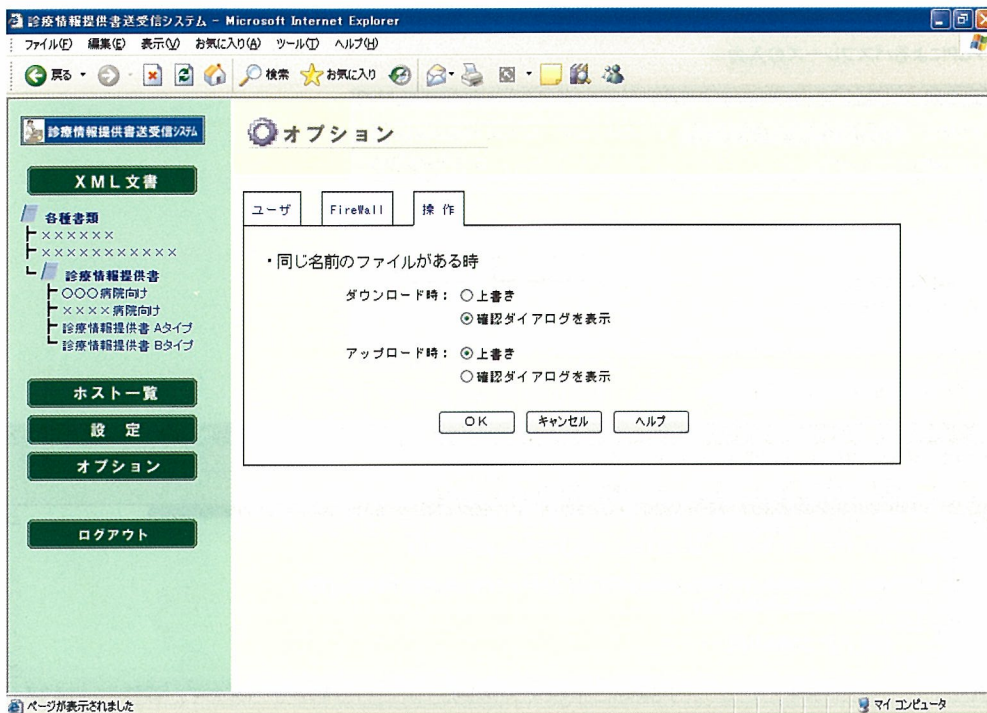 診療情報提供書送受信システム - Microsoft Internet Explorer
ファイル(F) 編集(E) 表示(V) お気に入り(A) ツール(T) ヘルプ(H)
戻る 検索 お気に入り
診療情報提供書送受信システム
オプション
XML文書
各種書類
××××××
×××××××××××
診療情報提供書
○○○病院向け
××××病院向け
診療情報提供書 Aタイプ
診療情報提供書 Bタイプ
ホスト一覧
設 定
オプション
ログアウト
ユーザ FireWall 操 作
・同じ名前のファイルがある時
ダウンロード時: ○上書き
◉確認ダイアログを表示
アップロード時: ◉上書き
○確認ダイアログを表示
OK キャンセル ヘルプ
ページが表示されました マイ コンピュータ